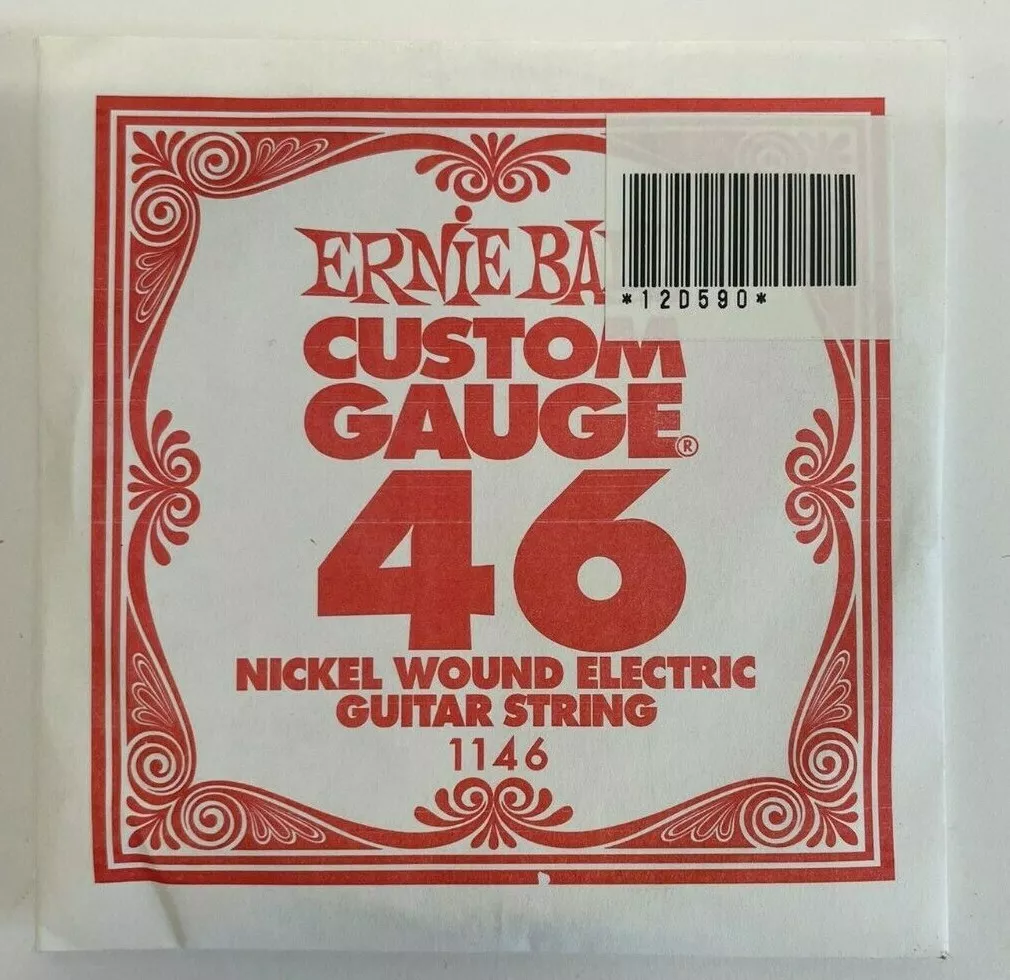 ERNIE BA
*12D590*
CUSTOM
GAUGE®
46
NICKEL WOUND ELECTRIC
GUITAR STRING
1146